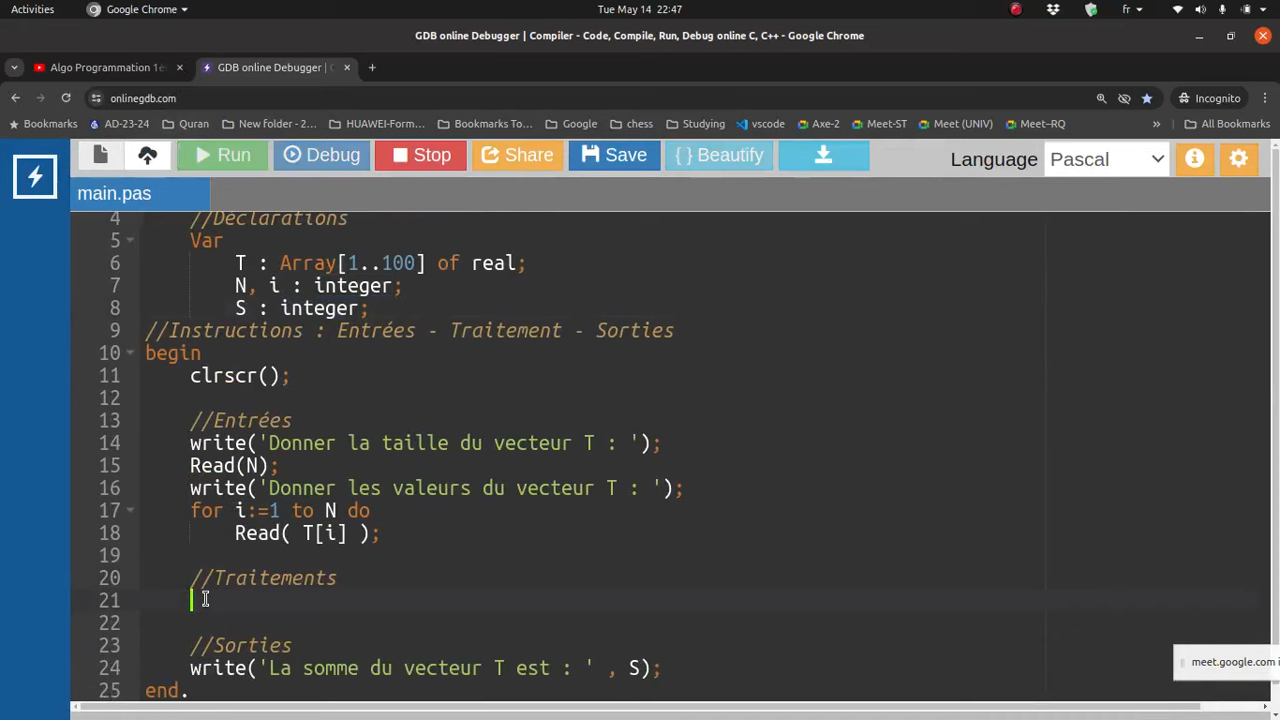 Activities
Google Chrome
Tue May 14 22:47
fr
GDB online Debugger | Compiler - Code, Compile, Run, Debug online C, C++ - Google Chrome
Algo Programmation 1é
GDB online Debugger |
onlinegdb.com
Incognito
Bookmarks
AD-23-24
Quran
New folder - 2...
HUAWEI-Form...
Bookmarks To...
Google
chess
Studying
vscode
Axe-2
Meet-ST
Meet (UNIV)
Meet–RQ
»
All Bookmarks
Run
Debug
Stop
Share
Save
{ } Beautify
Language
Pascal
main.pas
4 //Déclarations
5 Var
6 T : Array[1..100] of real;
7 N, i : integer;
8 S : integer;
9 //Instructions : Entrées - Traitement - Sorties
10 begin
11 clrscr();
12
13 //Entrées
14 write('Donner la taille du vecteur T : ');
15 Read(N);
16 write('Donner les valeurs du vecteur T : ');
17 for i:=1 to N do
18 Read( T[i] );
19
20 //Traitements
21
22
23 //Sorties
24 write('La somme du vecteur T est : ' , S);
25 end.
meet.google.com i